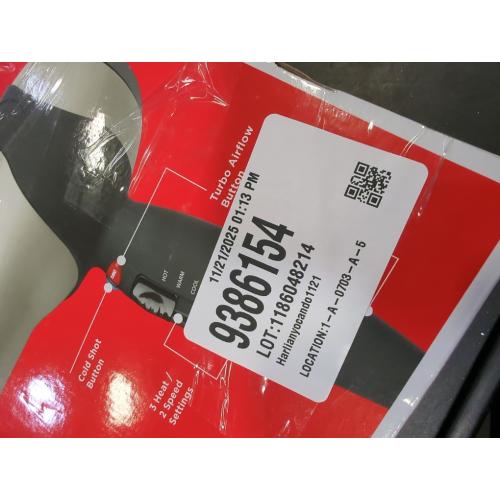 Turbo Airflow
Button
11/21/2025 01:13 PM
9386154
LOT:1186048214
Harlianyocando1121
LOCATION:1-A-0703-A-5
HOT
WARM
COOL
Cold Shot
Button
3 Heat/
2 Speed
Settings